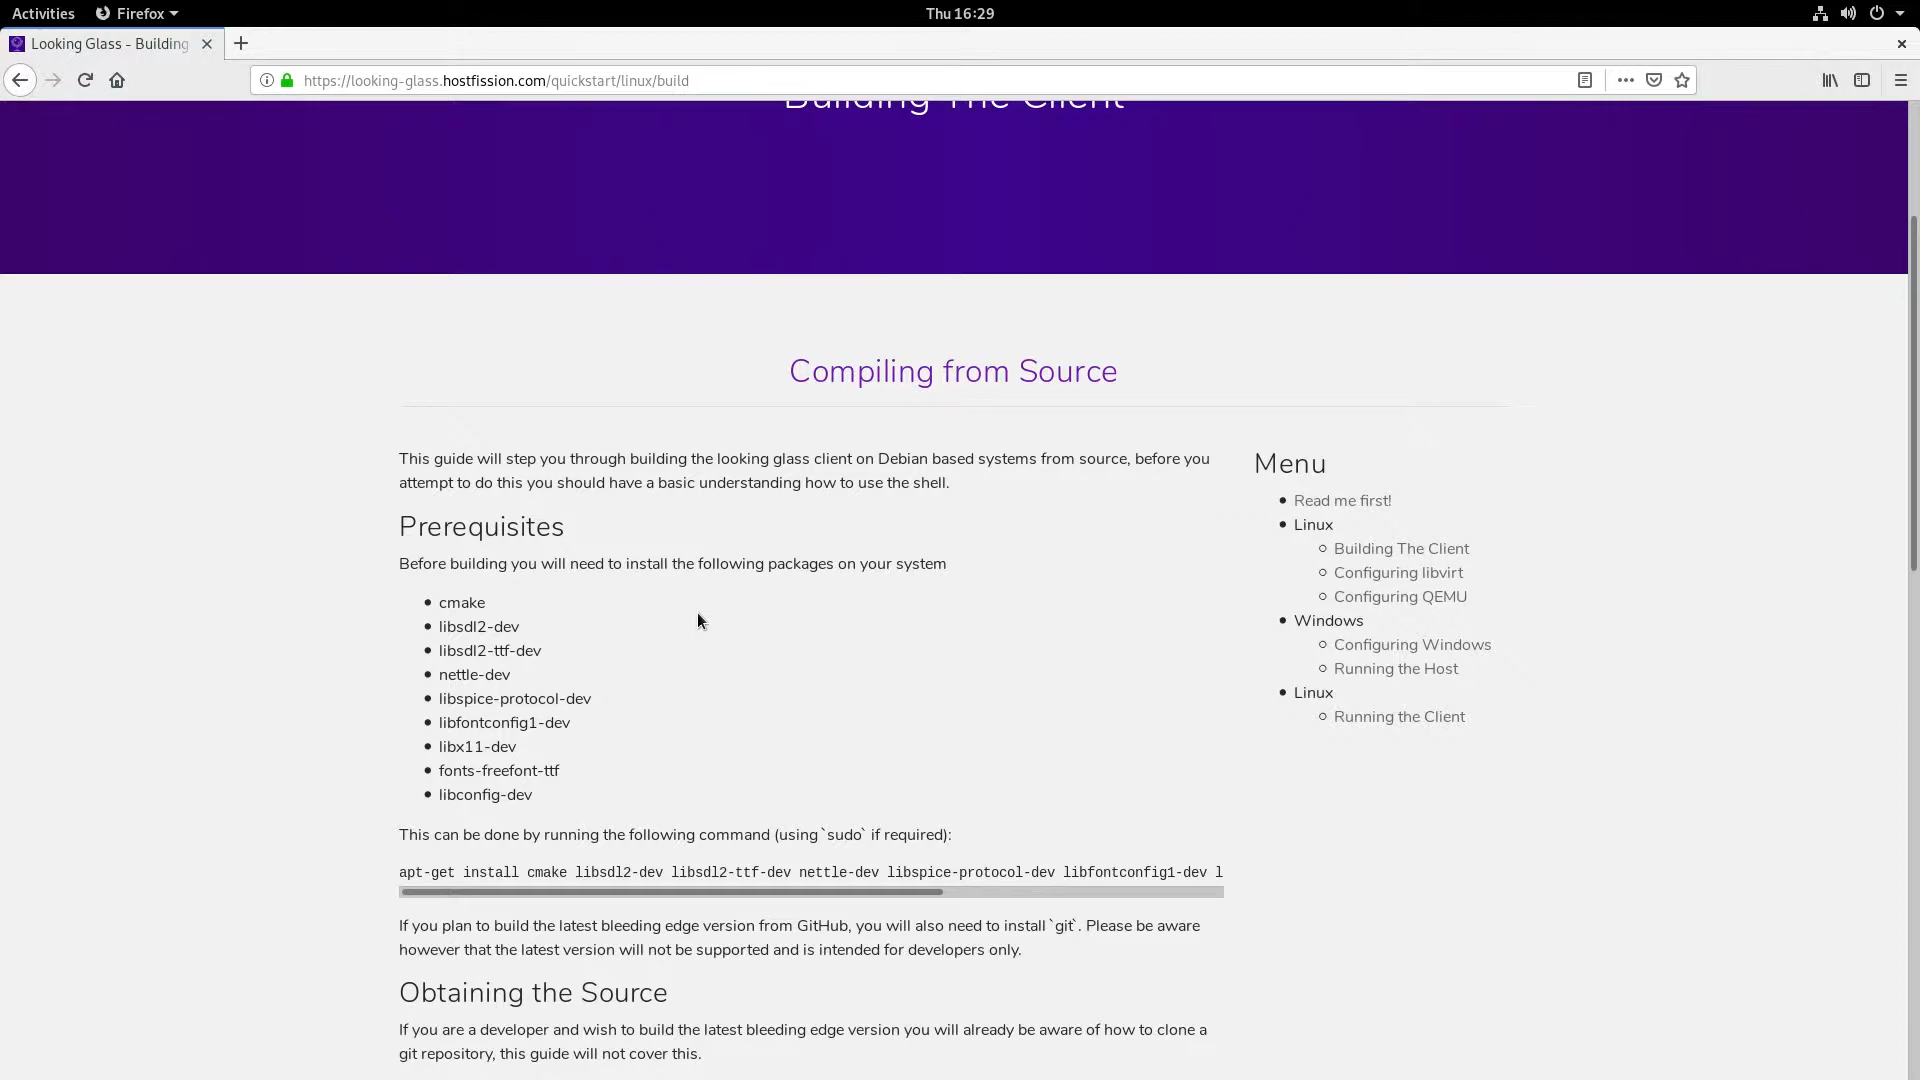 Activities
Firefox
Thu 16:29
Looking Glass - Building
https://looking-glass.hostfission.com/quickstart/linux/build
Building The Client
Compiling from Source
This guide will step you through building the looking glass client on Debian based systems from source, before you
attempt to do this you should have a basic understanding how to use the shell.
Prerequisites
Before building you will need to install the following packages on your system
cmake
libsdl2-dev
libsdl2-ttf-dev
nettle-dev
libspice-protocol-dev
libfontconfig1-dev
libx11-dev
fonts-freefont-ttf
libconfig-dev
This can be done by running the following command (using `sudo` if required):
apt-get install cmake libsdl2-dev libsdl2-ttf-dev nettle-dev libspice-protocol-dev libfontconfig1-dev l
If you plan to build the latest bleeding edge version from GitHub, you will also need to install `git`. Please be aware
however that the latest version will not be supported and is intended for developers only.
Obtaining the Source
If you are a developer and wish to build the latest bleeding edge version you will already be aware of how to clone a
git repository, this guide will not cover this.
Menu
Read me first!
Linux
Building The Client
Configuring libvirt
Configuring QEMU
Windows
Configuring Windows
Running the Host
Linux
Running the Client